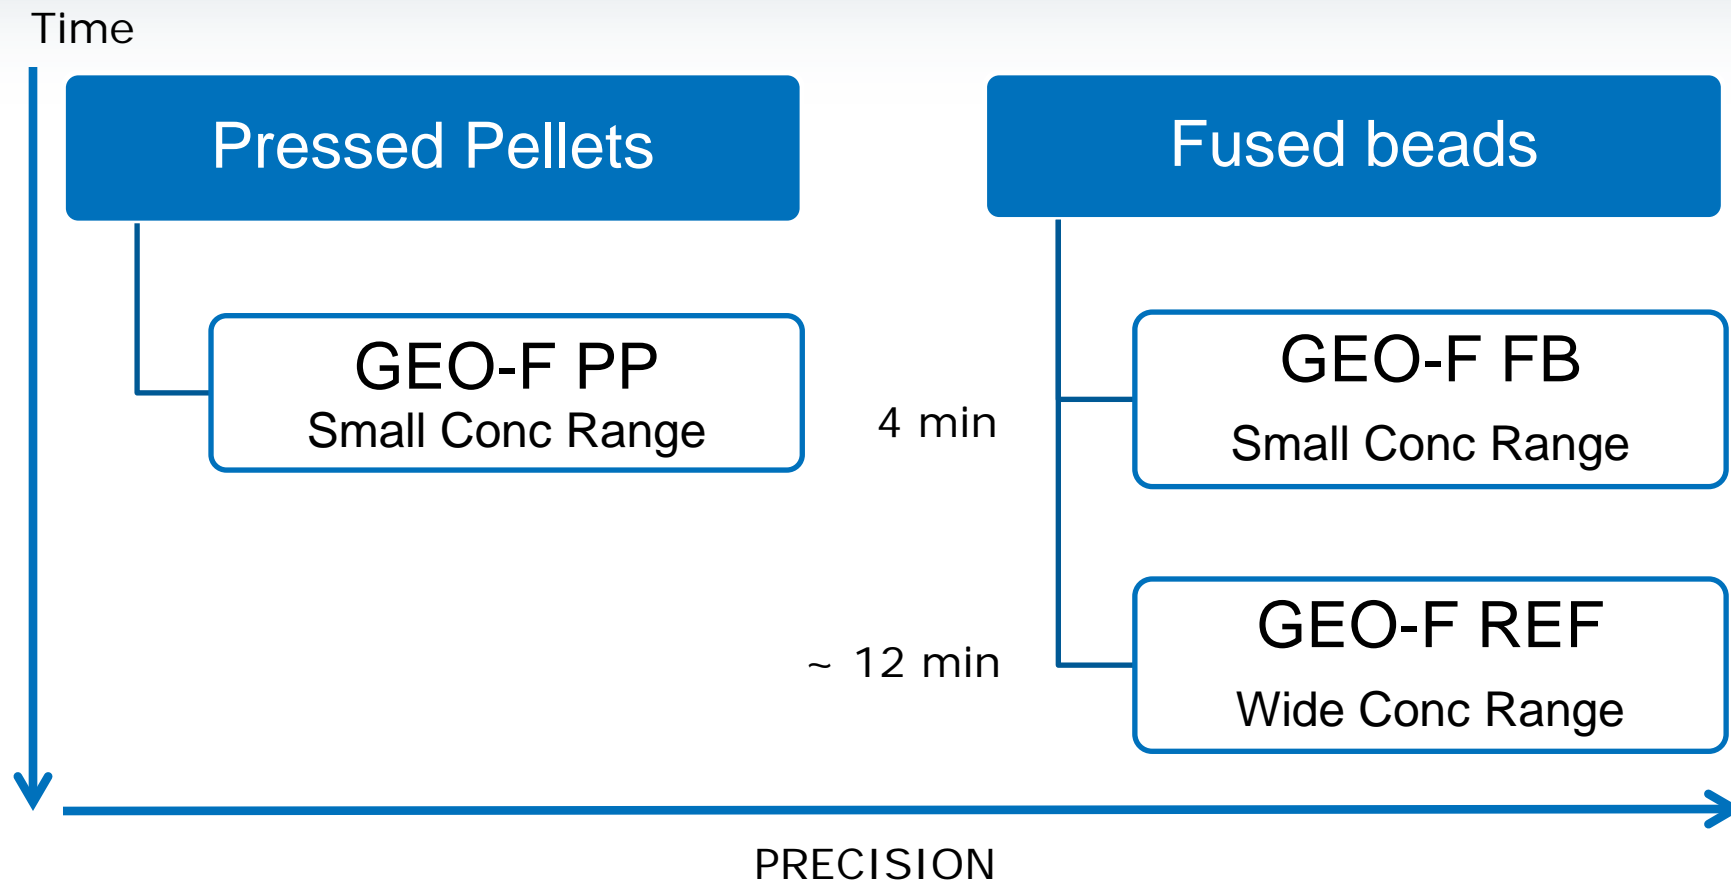 Time
Pressed Pellets
Fused beads
GEO-F PP
Small Conc Range
4 min
GEO-F FB
Small Conc Range
~ 12 min
GEO-F REF
Wide Conc Range
PRECISION